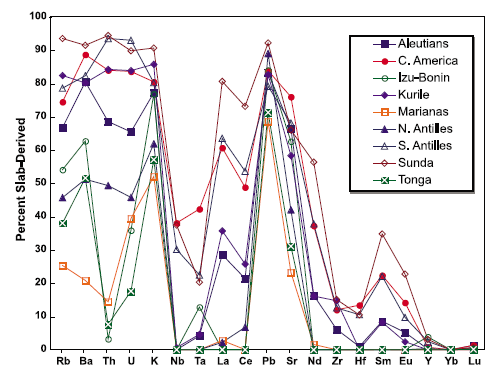 100
90
80
70
60
50
40
30
20
10
0
Percent Slab-Derived
Aleutians
C. America
Izu-Bonin
Kurile
Marianas
N. Antilles
S. Antilles
Sunda
Tonga
Rb Ba Th U K Nb Ta La Ce Pb Sr Nd Zr Hf Sm Eu Y Yb Lu